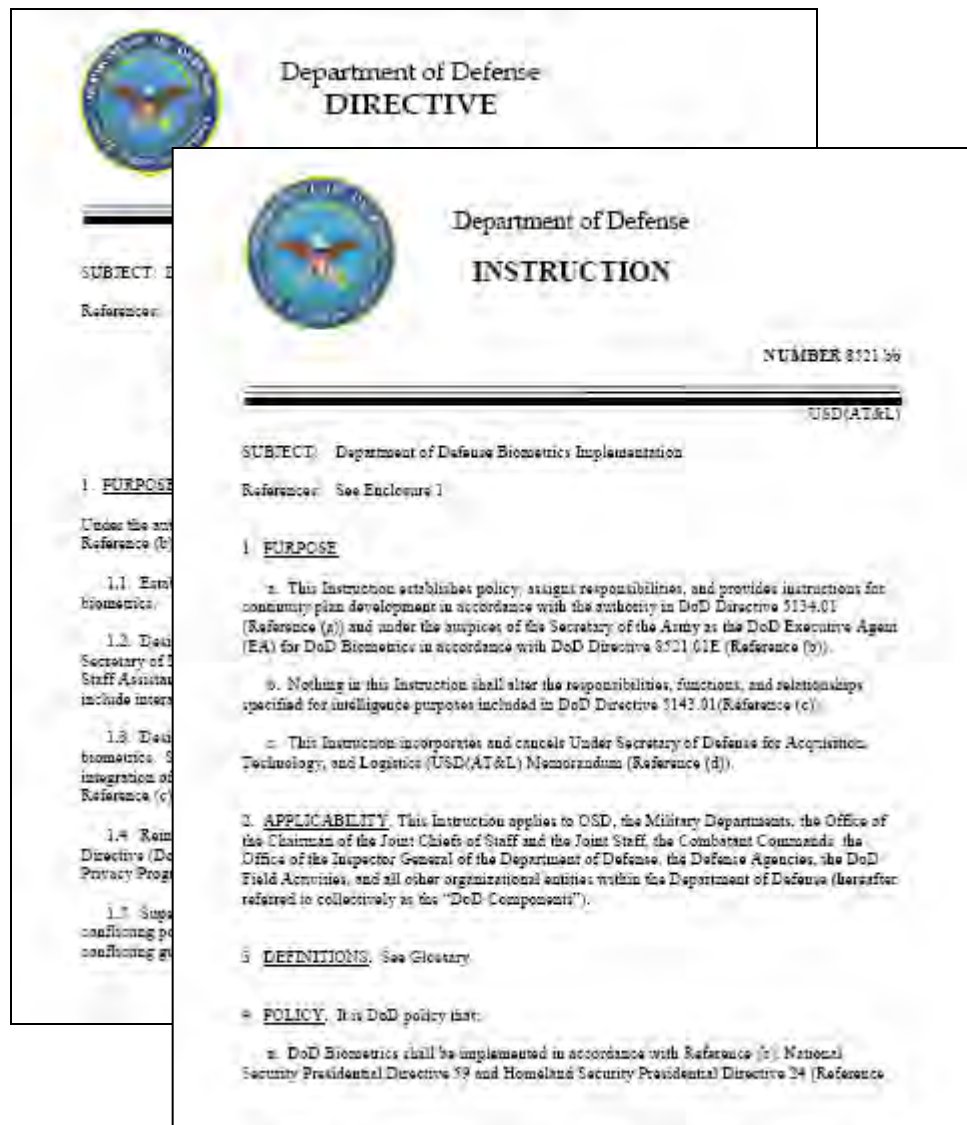 Department of Defense
DIRECTIVE
SUBJECT:
References:
1. PURPOSE
Under the
Reference (b)
1.1.
biometrics.
1.2.
Secretary of
Staff
include
1.3.
biometrics.
integration of
Reference (c)
1.4.
Directive
Privacy
conflicting
conflicting
Department of Defense
INSTRUCTION
NUMBER 8521.bb
USD(AT&L)
SUBJECT: Department of Defense Biometrics Implementation
References: See Enclosure 1
1. PURPOSE
a. This Instruction establishes policy, assigns responsibilities, and provides instructions for
continuity plan development in accordance with the authority in DoD Directive 5134.01
(Reference (a)) and under the auspices of the Secretary of the Army as the DoD Executive Agent
(EA) for DoD Biometrics in accordance with DoD Directive 8521.01E (Reference (b)).
b. Nothing in this Instruction shall alter the responsibilities, functions, and relationships
specified for intelligence purposes included in DoD Directive 5143.01(Reference (c)).
c. This Instruction incorporates and cancels Under Secretary of Defense for Acquisition,
Technology, and Logistics (USD(AT&L) Memorandum (Reference (d)).
2. APPLICABILITY. This Instruction applies to OSD, the Military Departments, the Office of
the Chairman of the Joint Chiefs of Staff and the Joint Staff, the Combatant Commands, the
Office of the Inspector General of the Department of Defense, the Defense Agencies, the DoD
Field Activities, and all other organizational entities within the Department of Defense (hereafter
referred to collectively as the “DoD Components”).
3. DEFINITIONS. See Glossary
4. POLICY. It is DoD policy that:
a. DoD Biometrics shall be implemented in accordance with Reference National
Security Presidential Directive 59 and Homeland Security Presidential Directive 24 (Reference